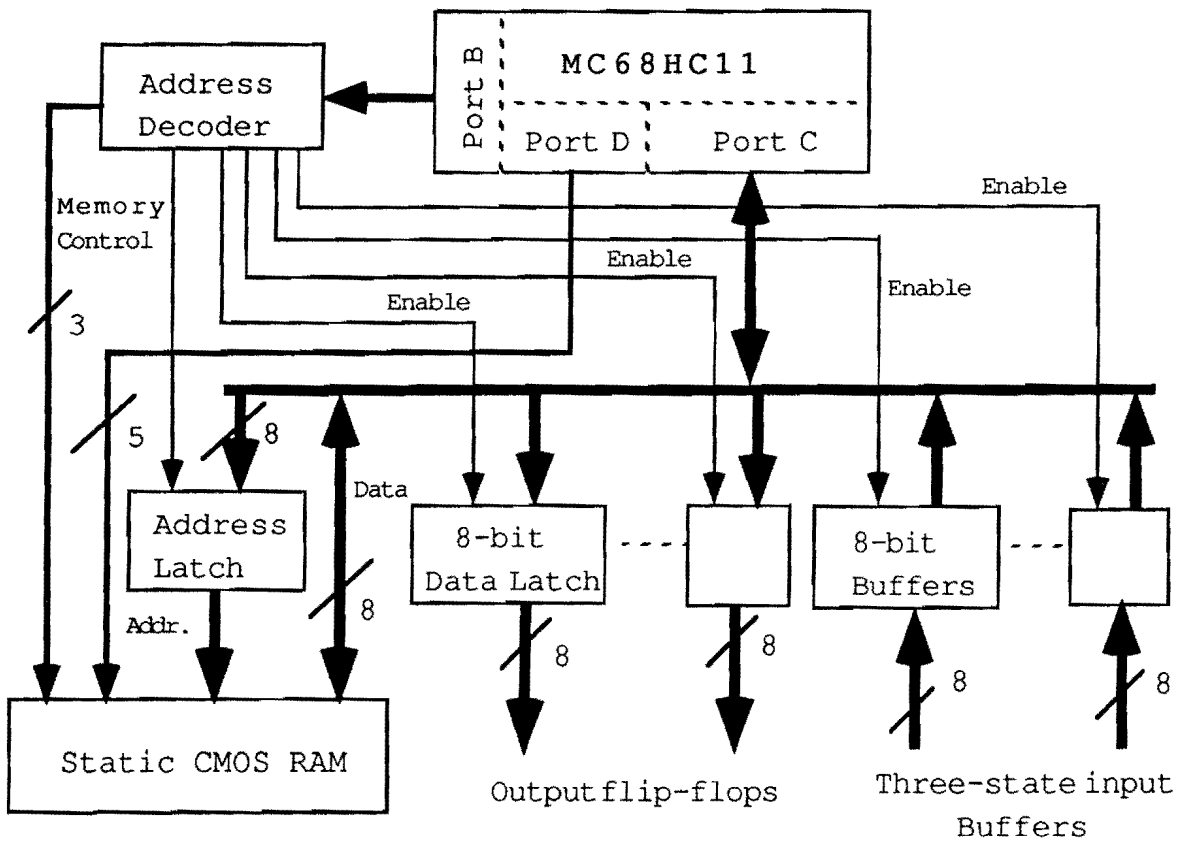 Port B
MC68HC11
Address
Decoder
Port D
Port C
Enable
Memory
Control
Enable
Enable
Enable
3
5
8
Data
Address
Latch
8-bit
Data Latch
8-bit
Buffers
Addr.
8
8
8
8
8
Static CMOS RAM
Output flip-flops
Three-state input
Buffers